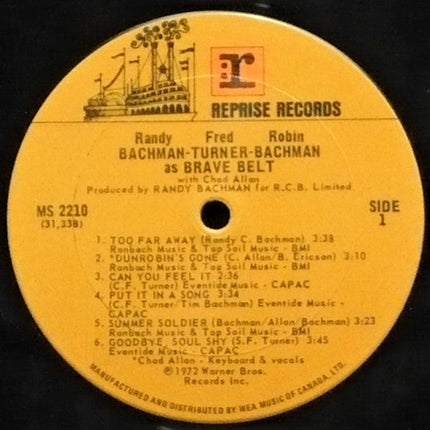 r
REPRISE RECORDS
Randy Fred Robin
BACHMAN-TURNER-BACHMAN
as BRAVE BELT
with Chad Allan
Produced by RANDY BACHMAN for R.C.B. Limited
MS 2210
(31,338)
SIDE
1
1. TOO FAR AWAY (Randy C. Bachman) 3:38
Ranbach Music & Top Soil Music - BMI
2. *DUNROBIN'S GONE (C. Allan/B. Ericson) 3:10
Ranbach Music & Top Soil Music - BMI
3. CAN YOU FEEL IT 2:36
(C.F. Turner) Eventide Music - CAPAC
4. PUT IT IN A SONG 3:34
(C.F. Turner/Tim Bachman) Eventide Music -
CAPAC
5. SUMMER SOLDIER (Bachman/Allan/Bachman) 3:23
Ranbach Music & Top Soil Music - BMI
6. GOODBYE, SOUL SHY (S.F. Turner) 3:45
Eventide Music - CAPAC
*Chad Allan - Keyboard & vocals
℗1972 Warner Bros.
Records Inc.
MANUFACTURED AND DISTRIBUTED BY WEA MUSIC OF CANADA, LTD.